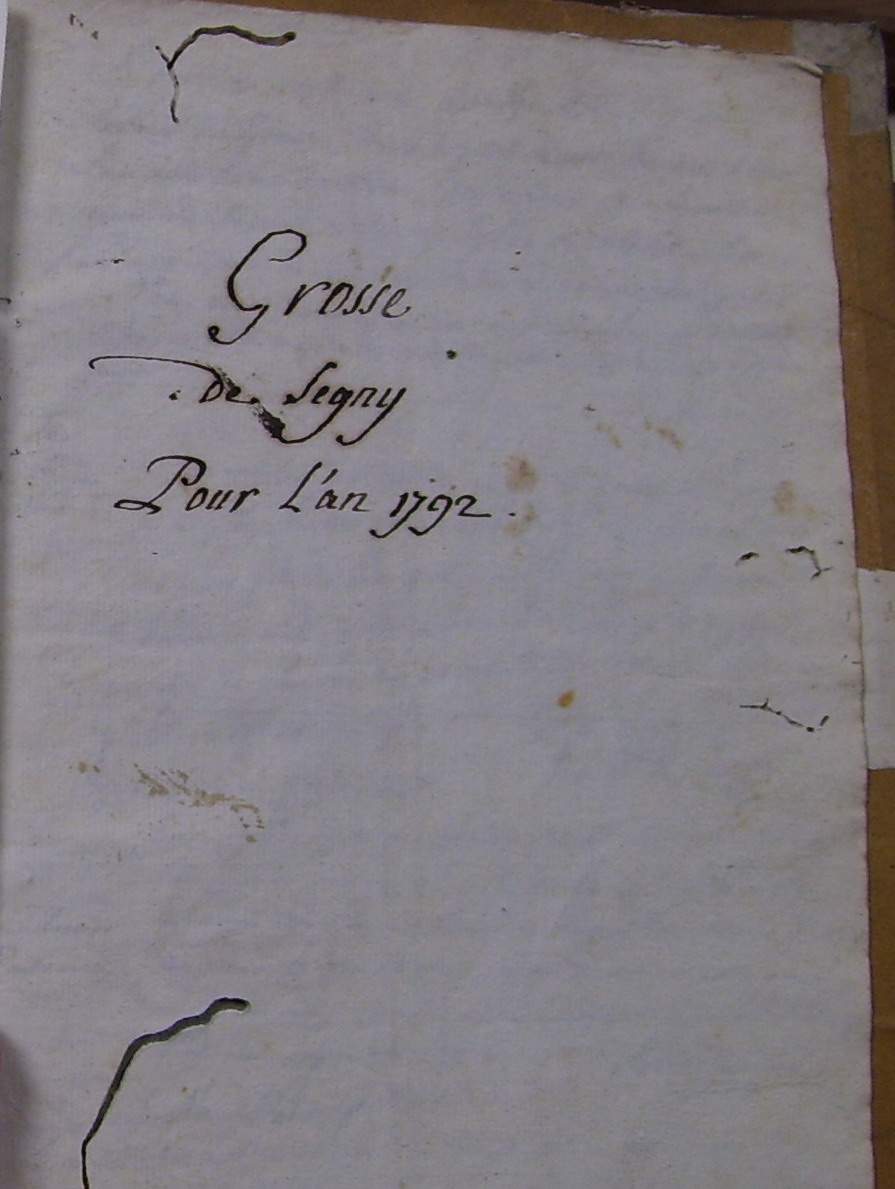 Grosse
de Segny
Pour L'an 1792.